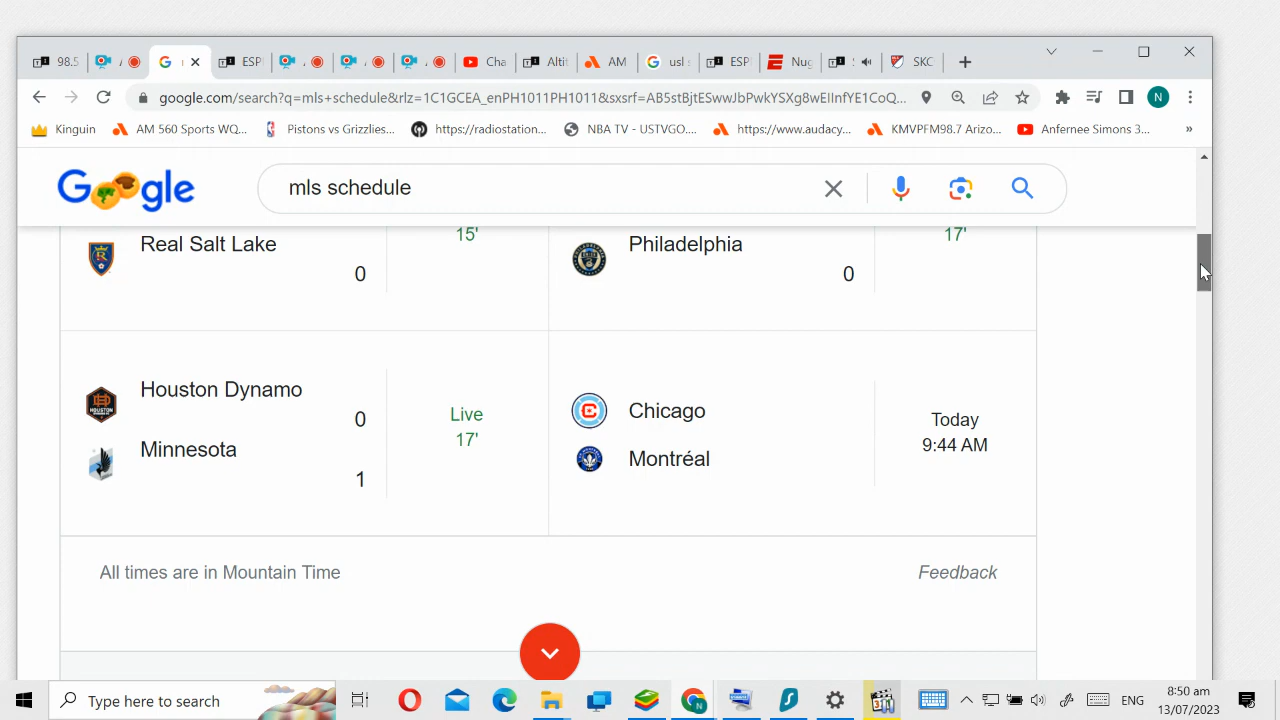 98:
ESP
Cha
Altit
AM
usl s
ESP
Nug
SKC
google.com/search?q=mls+schedule&rlz=1C1GCEA_enPH1011PH1011&sxsrf=AB5stBjtESwwJbPwkYSXg8wEIInfYE1CoQ...
N
Kinguin
AM 560 Sports WQ...
Pistons vs Grizzlies...
https://radiostation...
NBA TV - USTVGO....
https://www.audacy...
KMVPFM98.7 Arizo...
Anfernee Simons 3...
»
Google
mls schedule
Real Salt Lake
0
15'
Philadelphia
0
17'
Houston Dynamo
0
Minnesota
1
Live
17'
Chicago
Montréal
Today
9:44 AM
All times are in Mountain Time
Feedback
Type here to search
ENG
8:50 am
13/07/2023